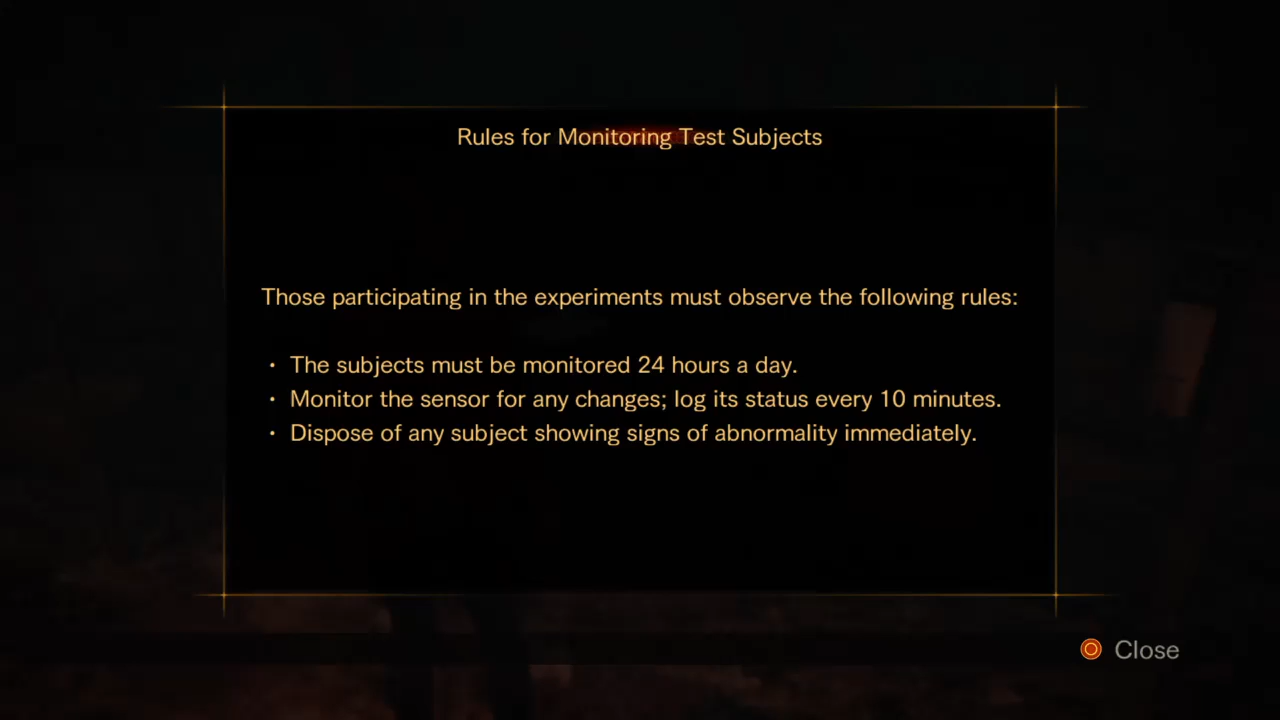 Rules for Monitoring Test Subjects
Those participating in the experiments must observe the following rules:
・ The subjects must be monitored 24 hours a day.
・ Monitor the sensor for any changes; log its status every 10 minutes.
・ Dispose of any subject showing signs of abnormality immediately.
Close